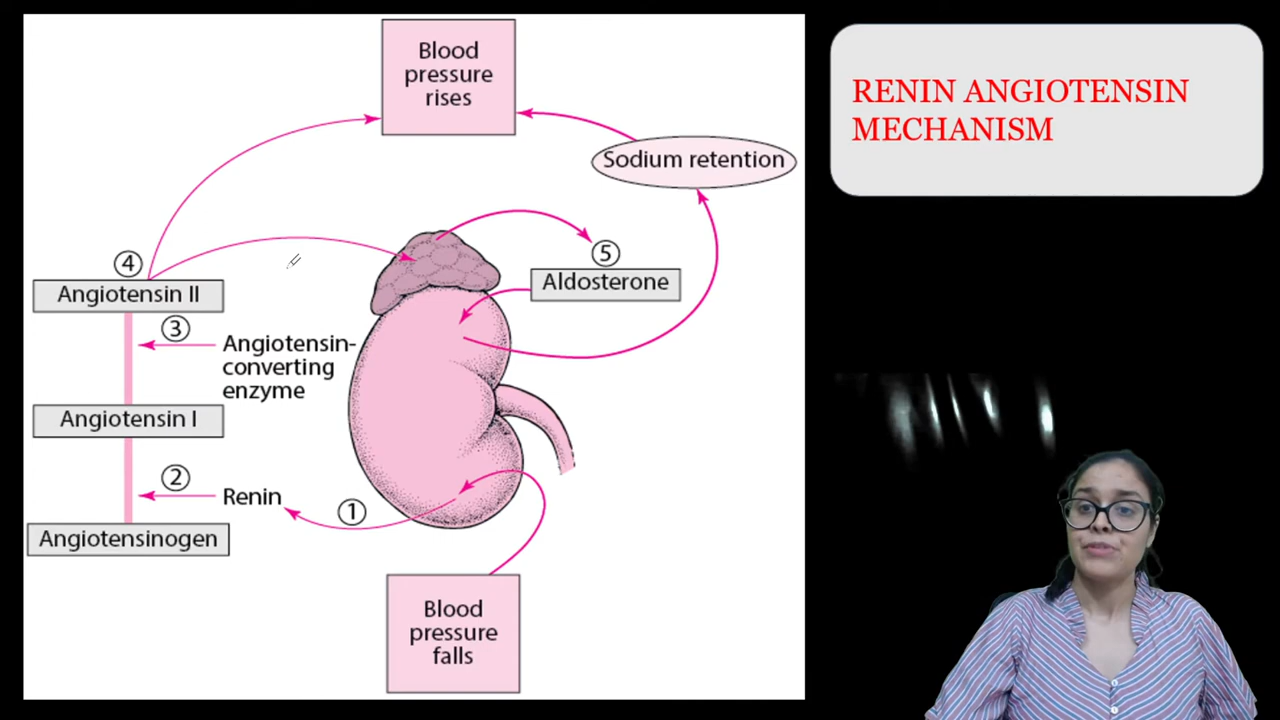 RENIN ANGIOTENSIN
MECHANISM
Blood
pressure
rises
Sodium retention
④
⑤
Angiotensin II
Aldosterone
③
Angiotensin-
converting
enzyme
Angiotensin I
②
Renin
①
Angiotensinogen
Blood
pressure
falls